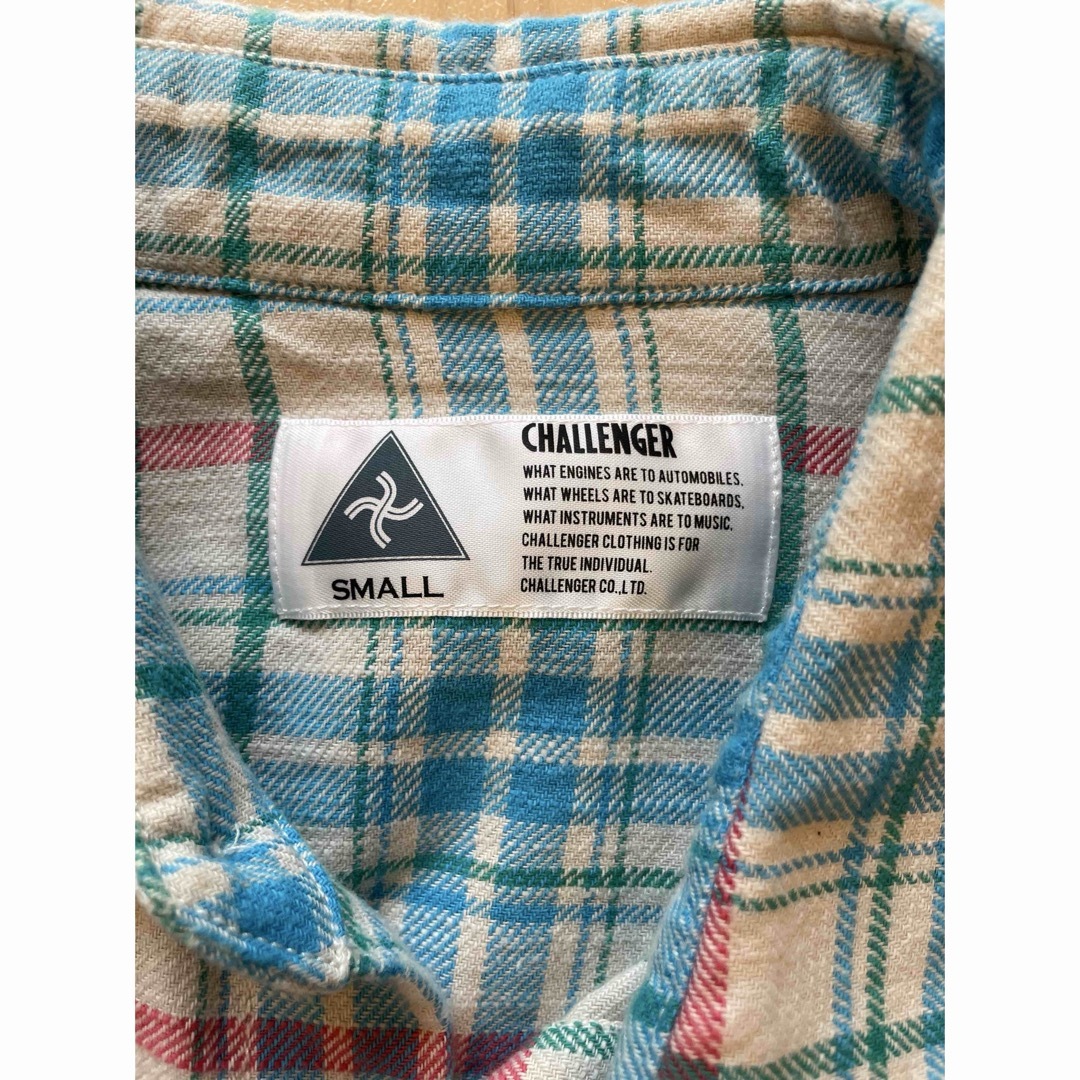 SMALL
CHALLENGER
WHAT ENGINES ARE TO AUTOMOBILES.
WHAT WHEELS ARE TO SKATEBOARDS,
WHAT INSTRUMENTS ARE TO MUSIC,
CHALLENGER CLOTHING IS FOR
THE TRUE INDIVIDUAL.
CHALLENGER CO.,LTD.